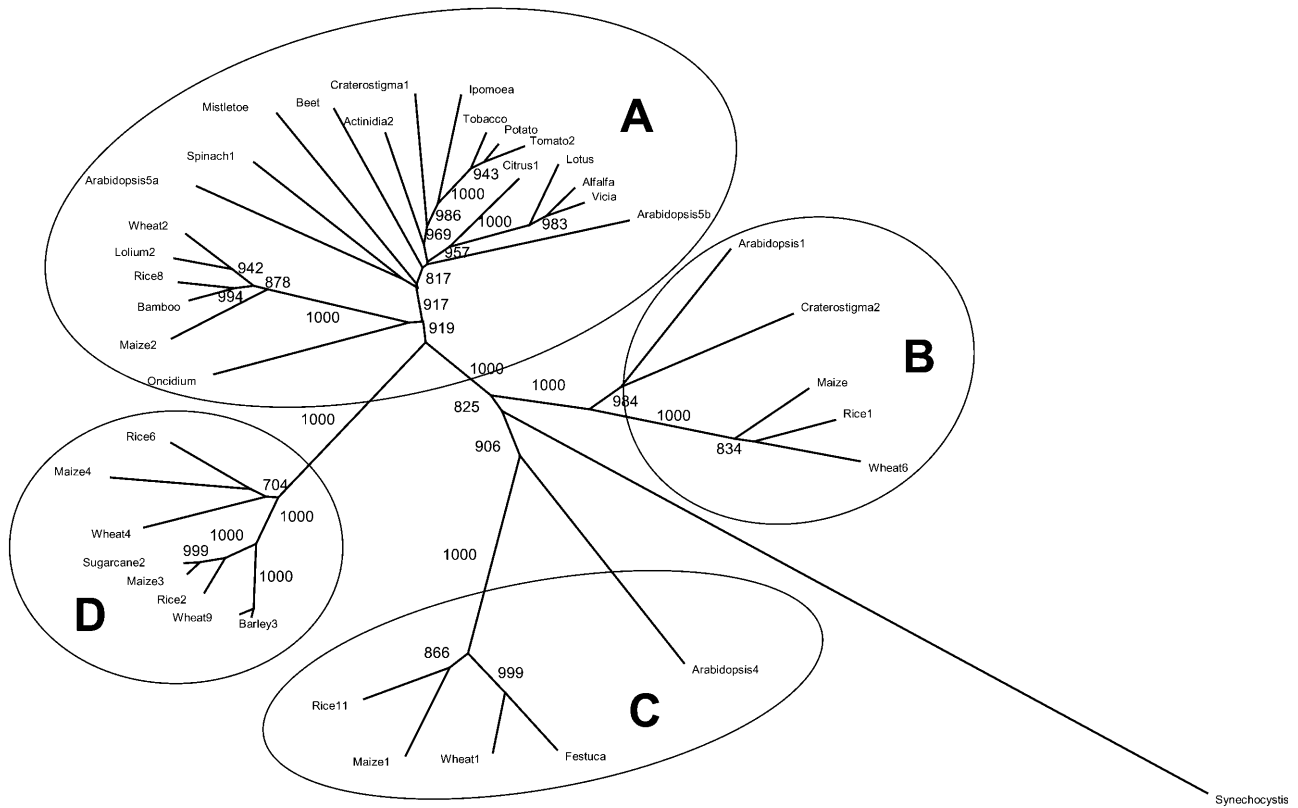 Craterostigma1
Ipomoea
Beet
Mistletoe
A
Actinidia2
Tobacco
Potato
Tomato2
Spinach1
Citrus1
Lotus
943
Arabidopsis5a
Alfalfa
1000
Vicia
986
1000
983
Arabidopsis5b
Wheat2
969
957
Lolium2
942
Rice8
878
817
994
Bamboo
917
1000
919
Maize2
Oncidium
Arabidopsis1
Craterostigma2
B
1000
1000
Maize
984
825
1000
Rice1
1000
906
834
Wheat6
Rice6
Maize4
704
1000
Wheat4
1000
999
Sugarcane2
1000
Maize3
1000
Rice2
D
Wheat9
Barley3
866
999
Arabidopsis4
Rice11
C
Maize1
Wheat1
Festuca
Synechocystis